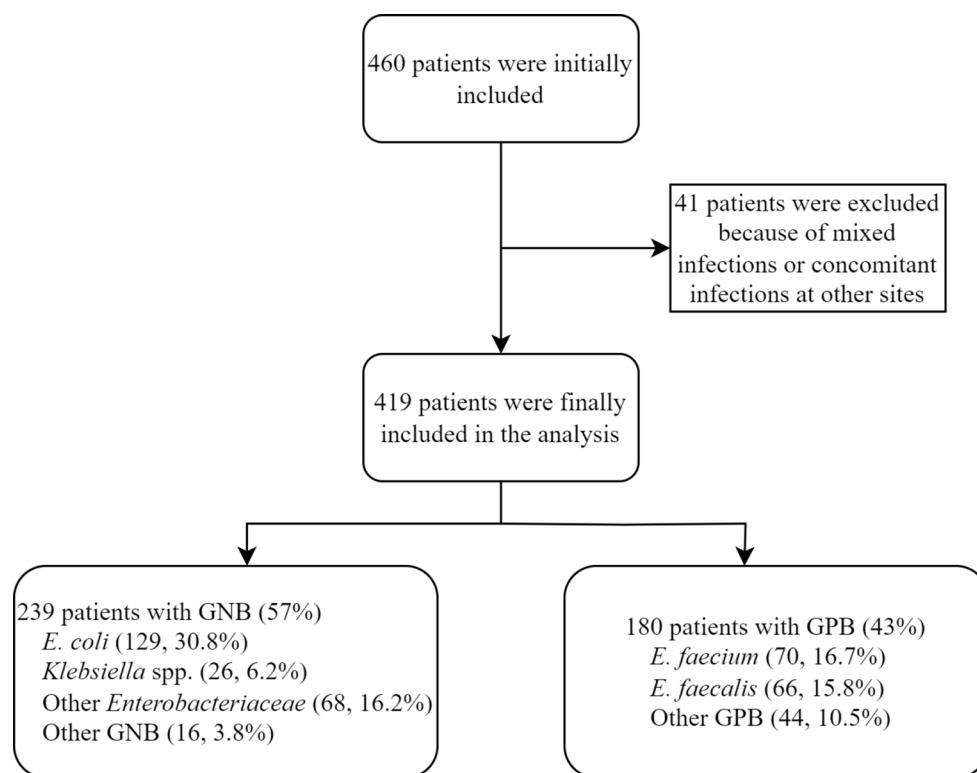 460 patients were initially
included
41 patients were excluded
because of mixed
infections or concomitant
infections at other sites
419 patients were finally
included in the analysis
239 patients with GNB (57%)
E. coli (129, 30.8%)
Klebsiella spp. (26, 6.2%)
Other Enterobacteriaceae (68, 16.2%)
Other GNB (16, 3.8%)
180 patients with GPB (43%)
E. faecium (70, 16.7%)
E. faecalis (66, 15.8%)
Other GPB (44, 10.5%)